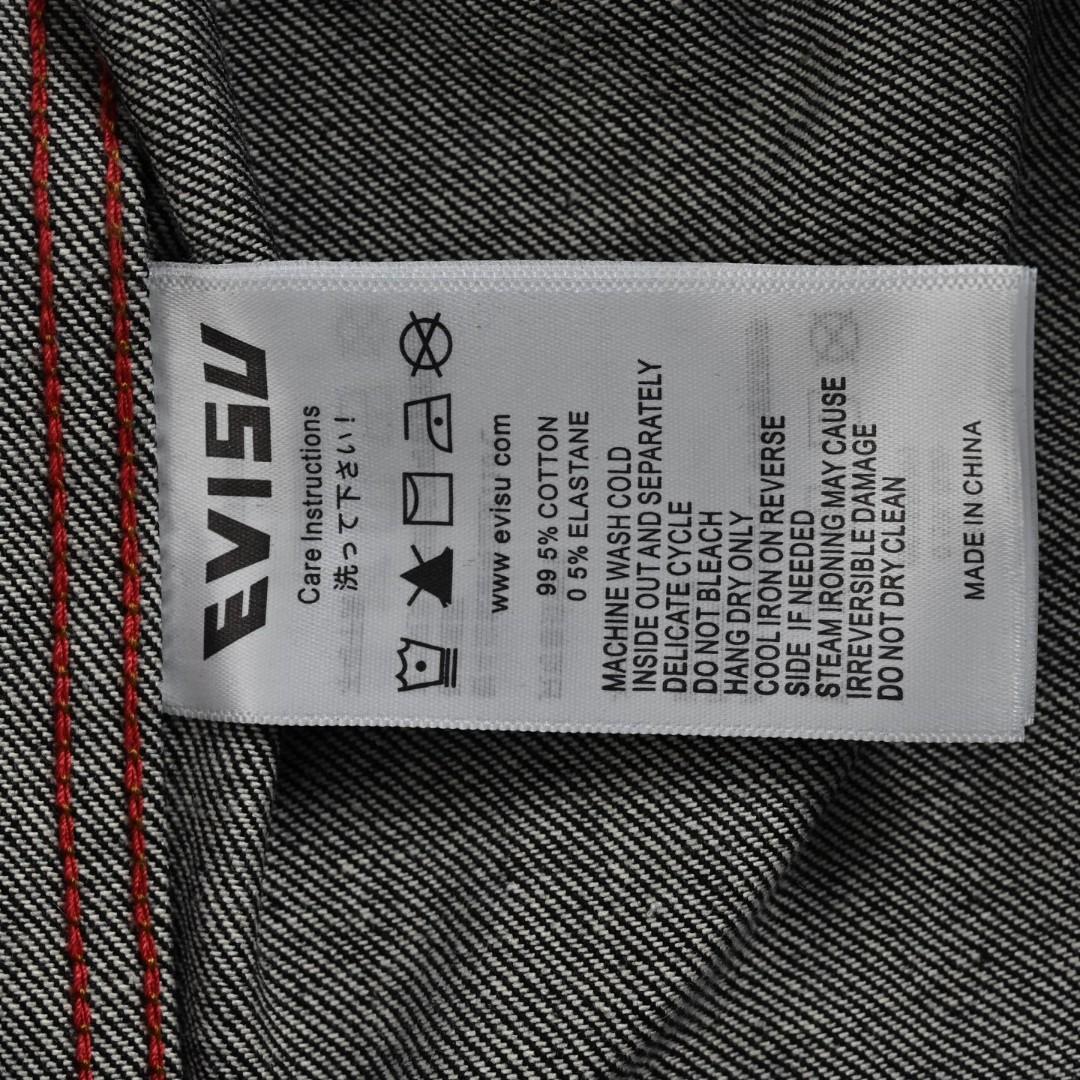 EVISU
Care Instructions
洗って下さい！
www evisu com
99 5% COTTON
0 5% ELASTANE
MACHINE WASH COLD
INSIDE OUT AND SEPARATELY
DELICATE CYCLE
DO NOT BLEACH
HANG DRY ONLY
COOL IRON ON REVERSE
SIDE IF NEEDED
STEAM IRONING MAY CAUSE
IRREVERSIBLE DAMAGE
DO NOT DRY CLEAN
MADE IN CHINA